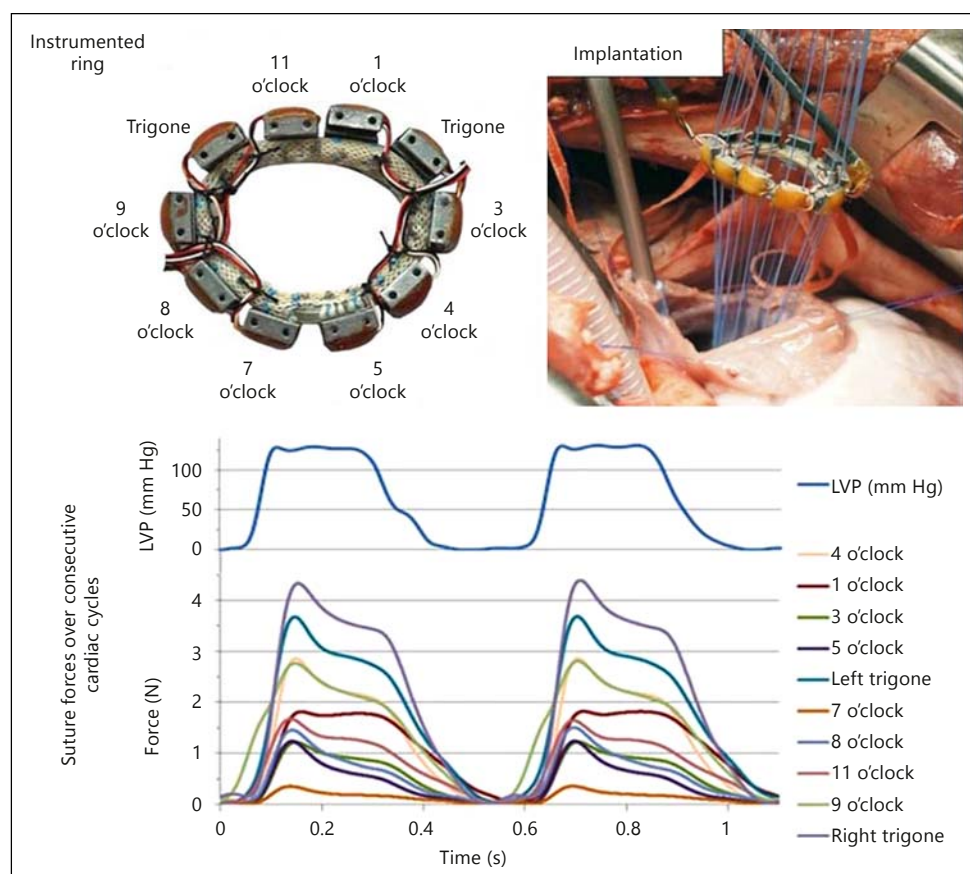 Instrumented
ring
11
o'clock
1
o'clock
Trigone
Trigone
9
o'clock
3
o'clock
8
o'clock
4
o'clock
7
o'clock
5
o'clock
Implantation
Suture forces over consecutive
cardiac cycles
LVP (mm Hg)
100
50
0
Force (N)
4
3
2
1
0
0
0.2
0.4
0.6
0.8
1
Time (s)
LVP (mm Hg)
4 o'clock
1 o'clock
3 o'clock
5 o'clock
Left trigone
7 o'clock
8 o'clock
11 o'clock
9 o'clock
Right trigone